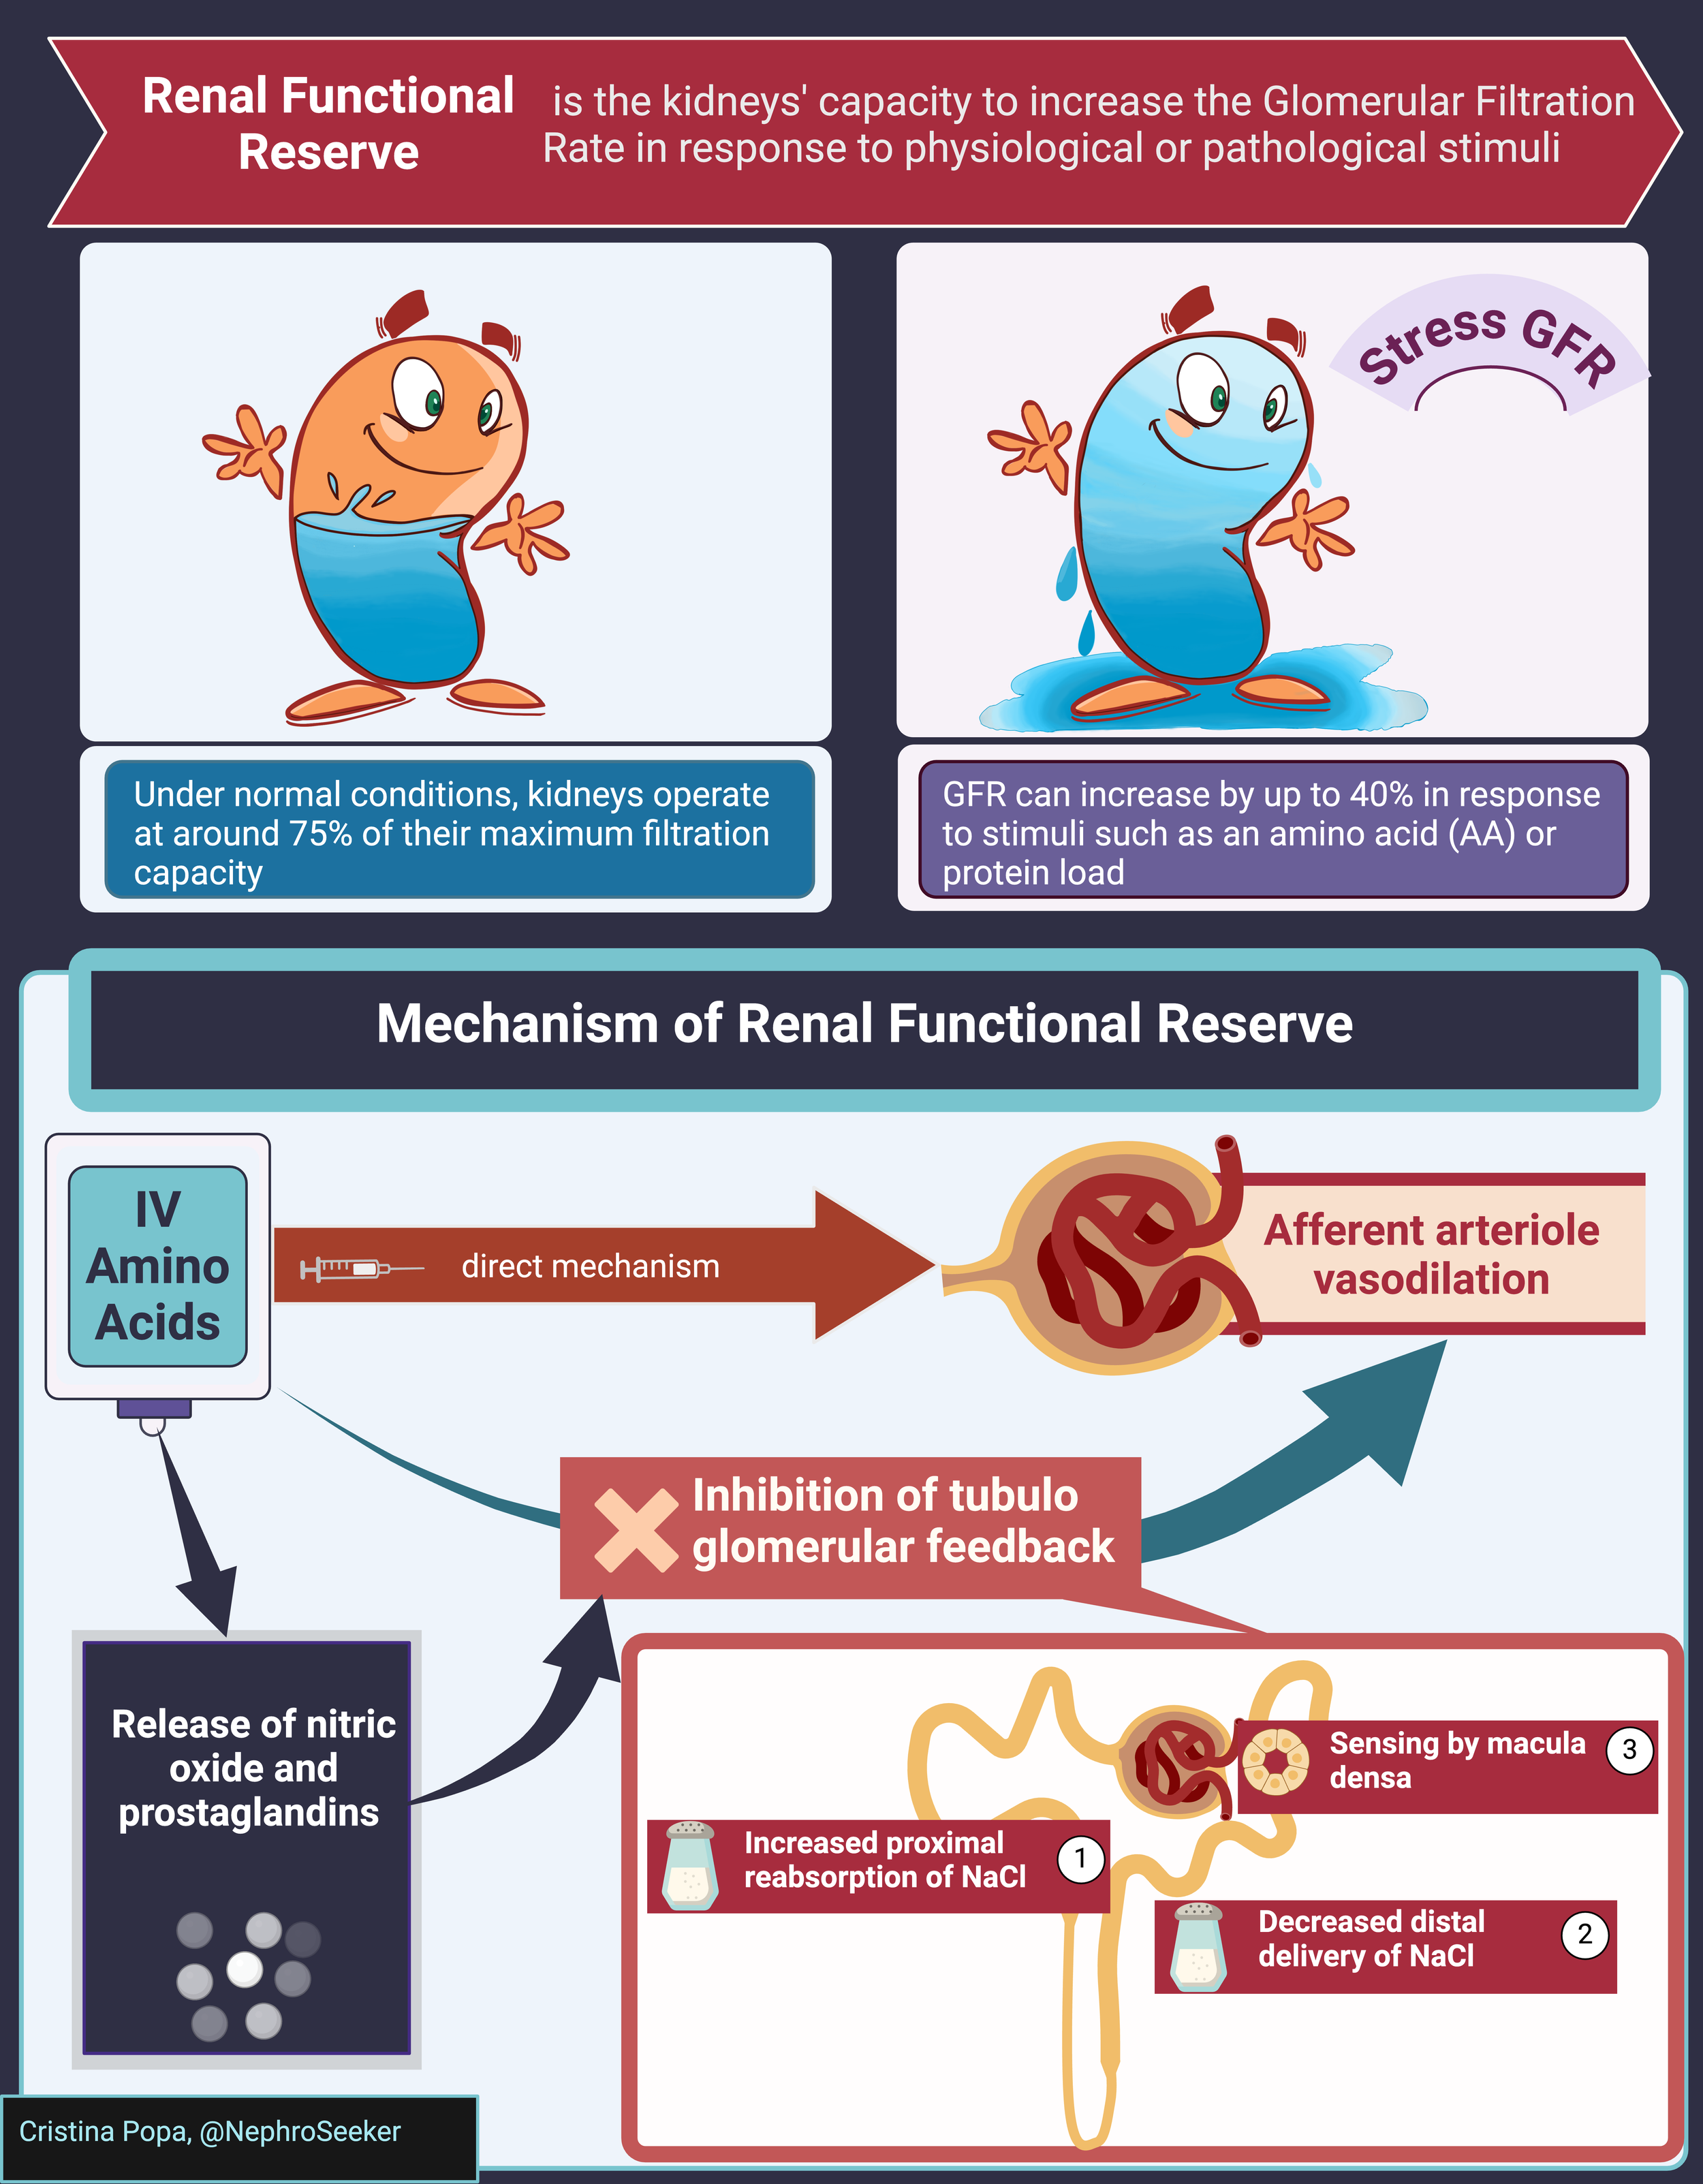 Renal Functional
Reserve
is the kidneys' capacity to increase the Glomerular Filtration
Rate in response to physiological or pathological stimuli
Stress GFR
Under normal conditions, kidneys operate
at around 75% of their maximum filtration
capacity
GFR can increase by up to 40% in response
to stimuli such as an amino acid (AA) or
protein load
Mechanism of Renal Functional Reserve
IV
Amino
Acids
direct mechanism
Afferent arteriole
vasodilation
Inhibition of tubulo
glomerular feedback
Release of nitric
oxide and
prostaglandins
Increased proximal
reabsorption of NaCl
1
Decreased distal
delivery of NaCl
2
Sensing by macula
densa
3
Cristina Popa, @NephroSeeker